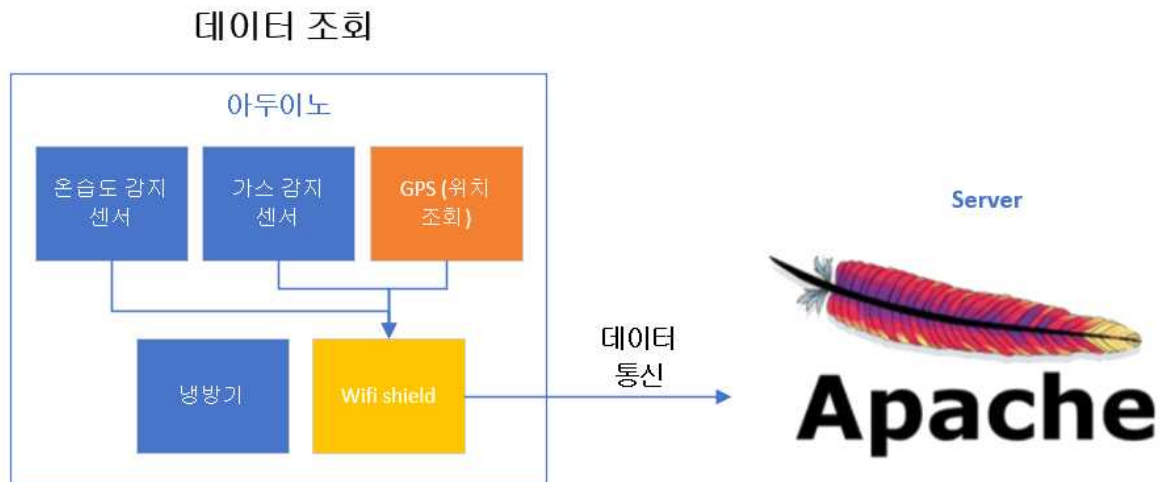 데이터 조회
아두이노
온습도 감지
센서
가스 감지
센서
GPS (위치
조회)
Server
냉방기
Wifi shield
데이터
통신
Apache